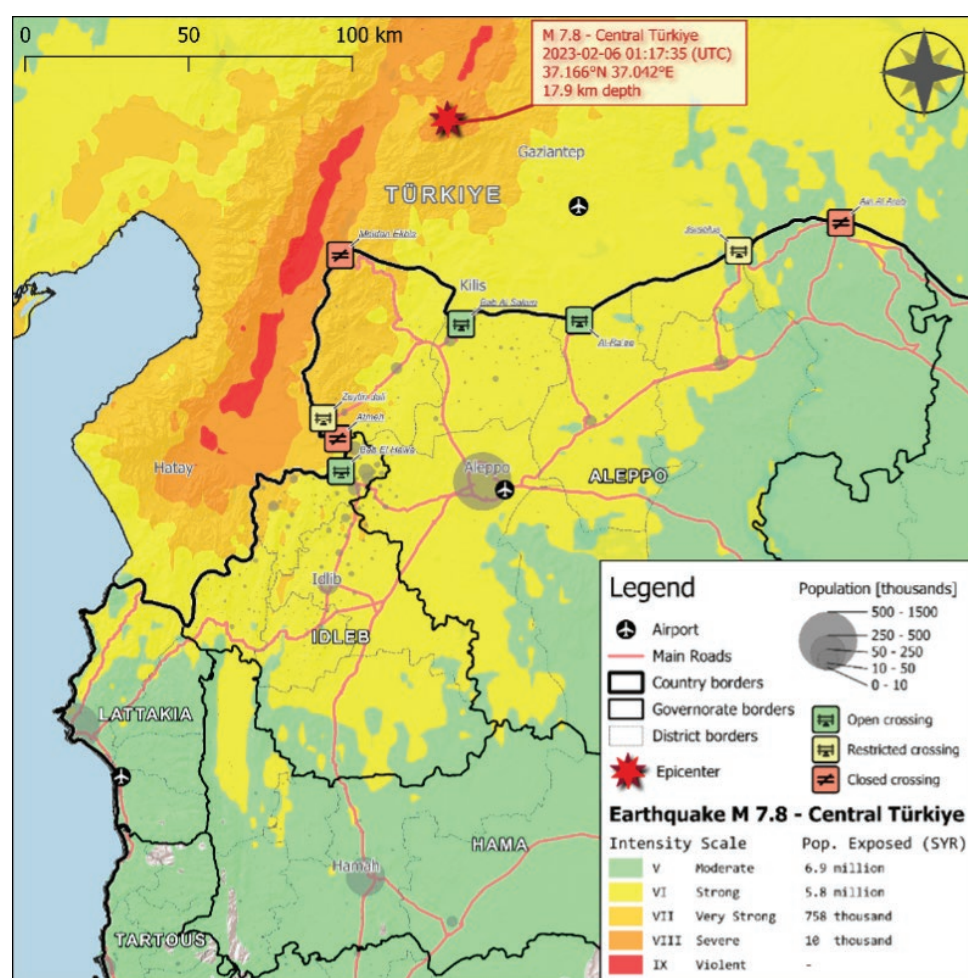 0 50 100 km
M 7.8 - Central Türkiye
2023-02-06 01:17:35 (UTC)
37.166°N 37.042°E
17.9 km depth
Gaziantep
TÜRKIYE
Ain Al Arab
Jarablus
Maidan Ekbis
Kilis
Bab Al Salam
Al-Ra'ee
Atmeh
Bab El Hawa
Hatay
Aleppo
ALEPPO
Idlib
IDLEB
LATTAKIA
HAMA
Hamah
TARTOUS
Legend
Airport
Main Roads
Country borders
Governorate borders
District borders
Epicenter
Population [thousands]
500 - 1500
250 - 500
50 - 250
10 - 50
0 - 10
Open crossing
Restricted crossing
Closed crossing
Earthquake M 7.8 - Central Türkiye
Intensity Scale Pop. Exposed (SYR)
V Moderate 6.9 million
VI Strong 5.8 million
VII Very Strong 758 thousand
VIII Severe 10 thousand
IX Violent -